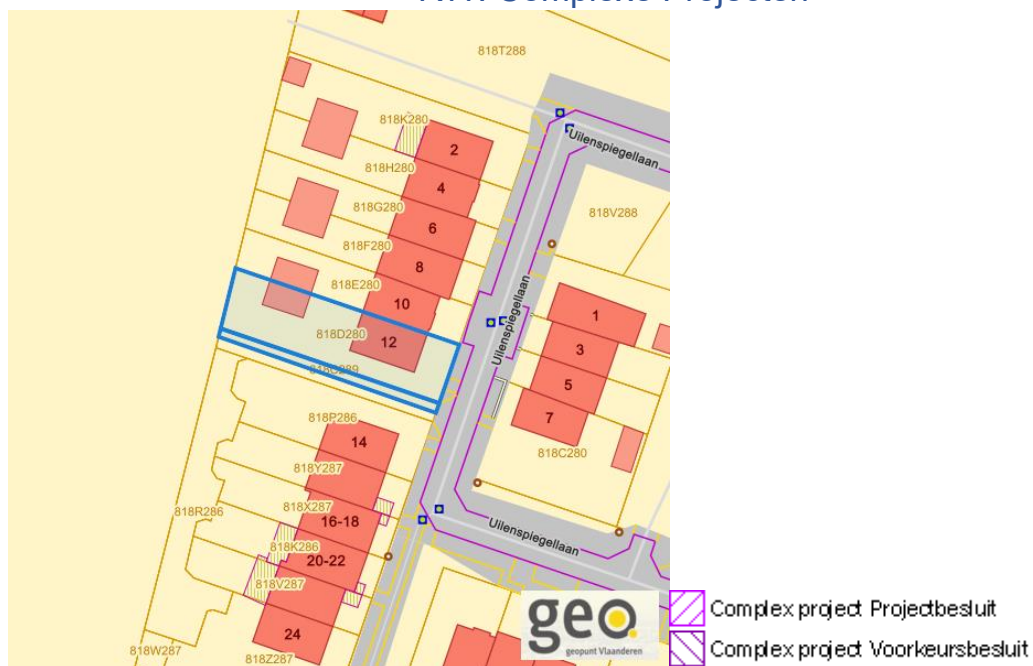 818T288
818K280
2
Uilenspiegellaan
818H280
4
818G280
6
818V288
818F280
8
818E280
10
Uilenspiegellaan
1
818D280
12
3
5
7
818P286
14
818C280
818Y287
818R286
818X287
16-18
Uilenspiegellaan
818K286
20-22
818V287
24
818W287
818Z287
geo.
geopunt Vlaanderen
Complex project Projectbesluit
Complex project Voorkeursbesluit